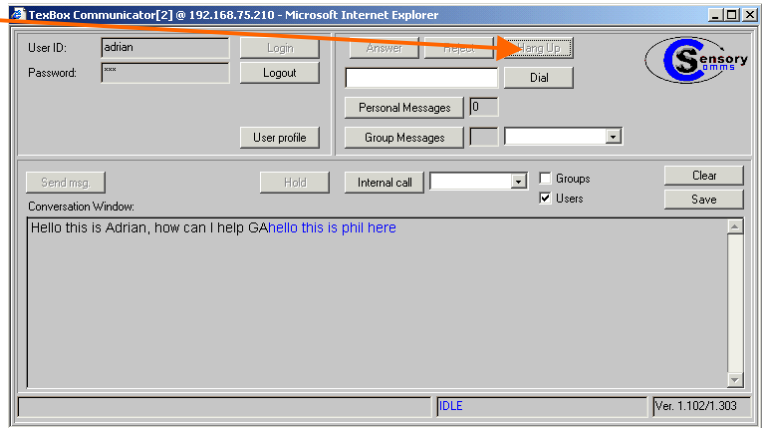 TexBox Communicator[2] @ 192.168.75.210 - Microsoft Internet Explorer
User ID: adrian Login Answer Reject Hang Up
Sensory
Comms
Password: *** Logout Dial
Personal Messages 0
User profile Group Messages
Send msg. Hold Internal call Groups Clear
Users Save
Conversation Window:
Hello this is Adrian, how can I help GAhello this is phil here
IDLE Ver. 1.102/1.303